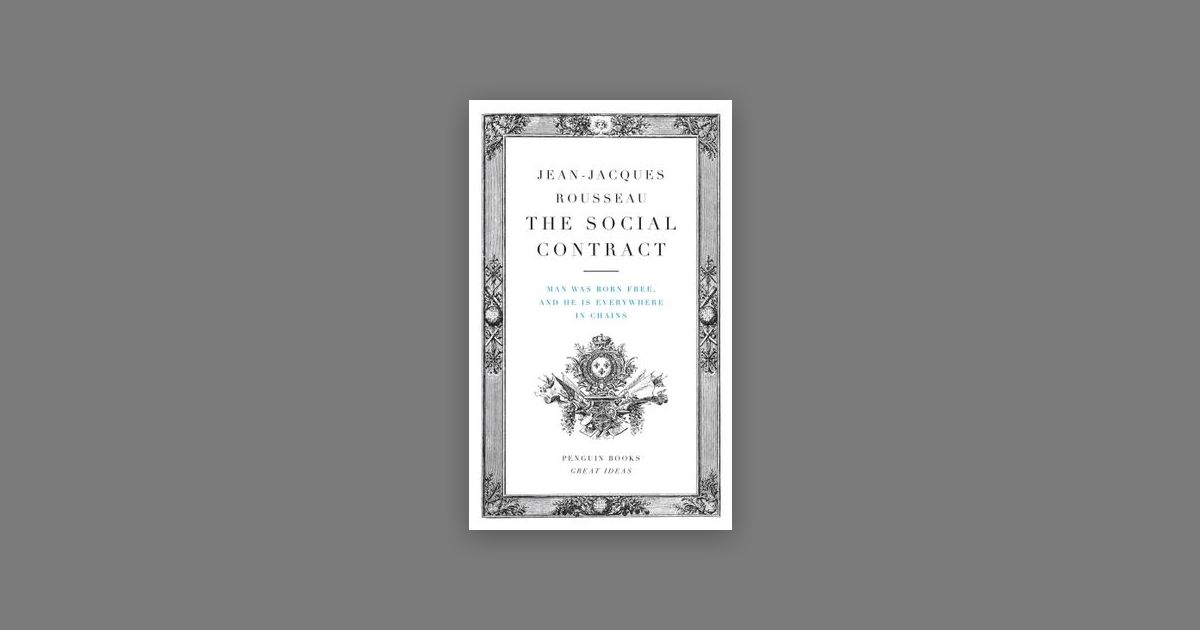 JEAN-JACQUES
ROUSSEAU
THE SOCIAL
CONTRACT
MAN WAS BORN FREE,
AND HE IS EVERYWHERE
IN CHAINS
PENGUIN BOOKS
GREAT IDEAS